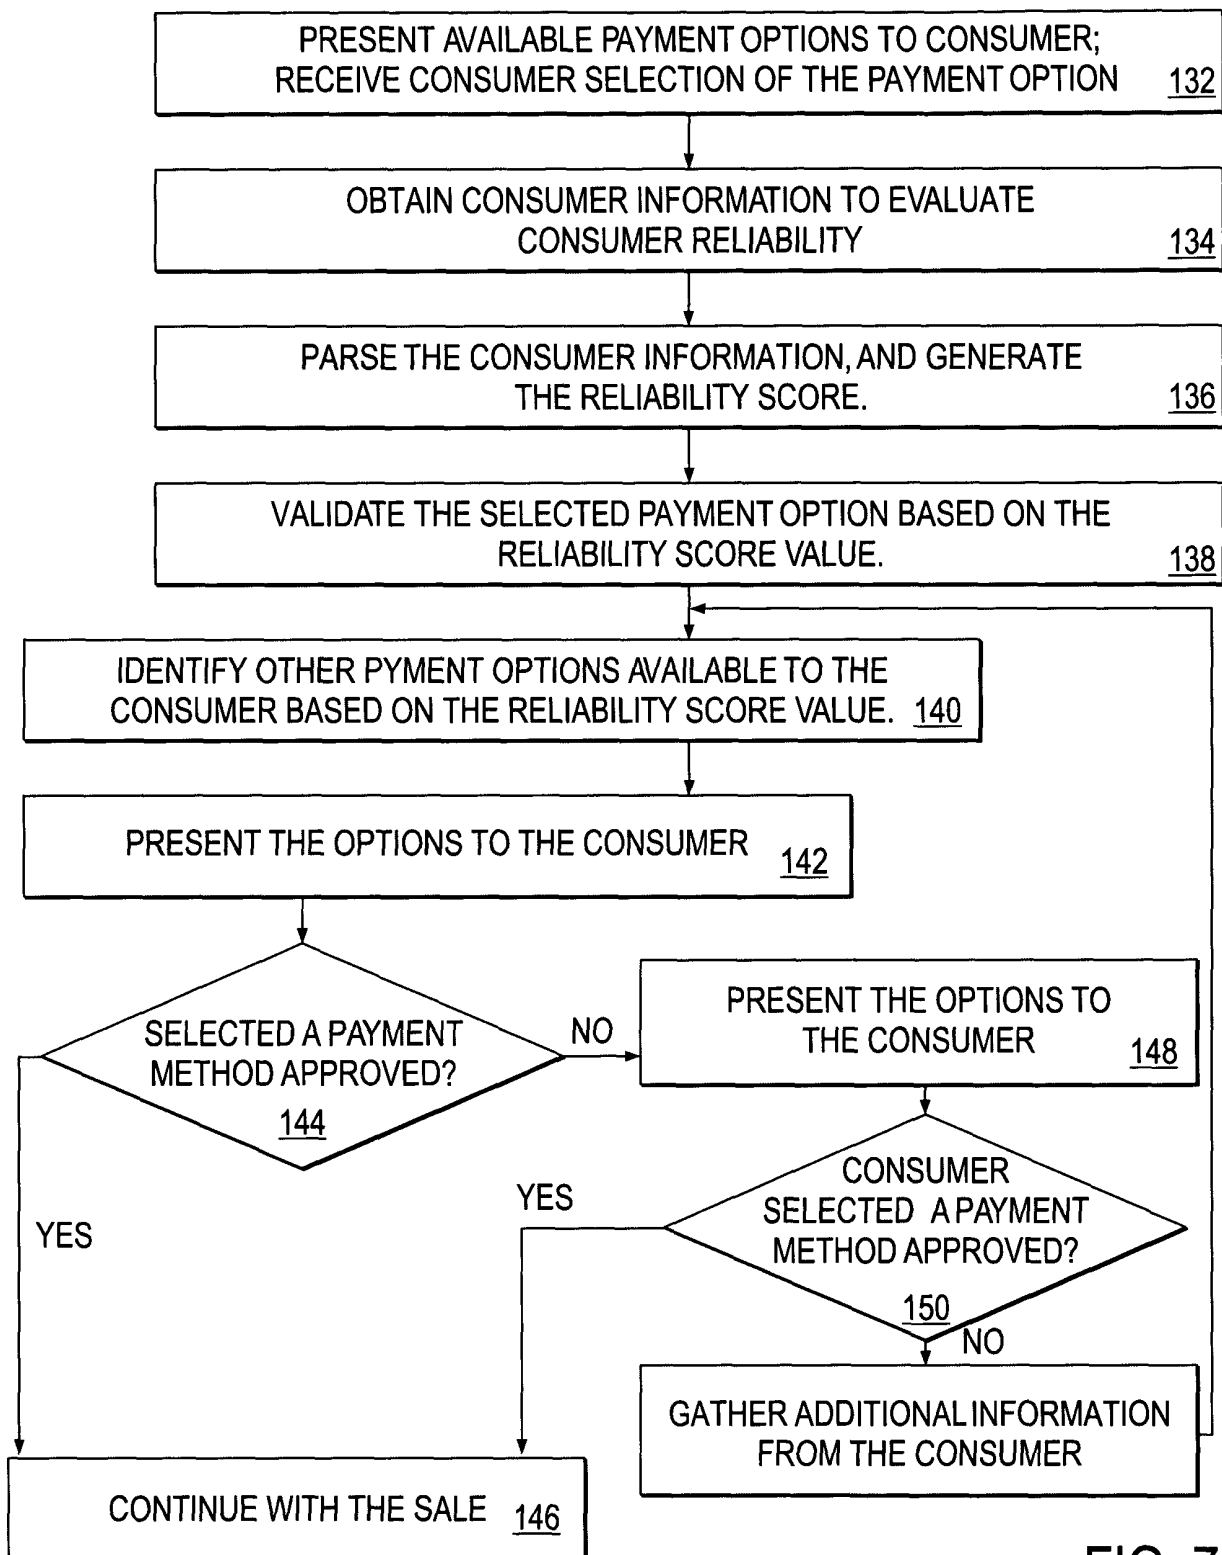 PRESENT AVAILABLE PAYMENT OPTIONS TO CONSUMER;
RECEIVE CONSUMER SELECTION OF THE PAYMENT OPTION 132
OBTAIN CONSUMER INFORMATION TO EVALUATE
CONSUMER RELIABILITY 134
PARSE THE CONSUMER INFORMATION, AND GENERATE
THE RELIABILITY SCORE. 136
VALIDATE THE SELECTED PAYMENT OPTION BASED ON THE
RELIABILITY SCORE VALUE. 138
IDENTIFY OTHER PYMENT OPTIONS AVAILABLE TO THE
CONSUMER BASED ON THE RELIABILITY SCORE VALUE. 140
PRESENT THE OPTIONS TO THE CONSUMER 142
SELECTED A PAYMENT
METHOD APPROVED?
144
NO
YES
PRESENT THE OPTIONS TO
THE CONSUMER 148
CONSUMER
SELECTED A PAYMENT
METHOD APPROVED?
150
YES
NO
GATHER ADDITIONAL INFORMATION
FROM THE CONSUMER
CONTINUE WITH THE SALE 146
FIG. 7